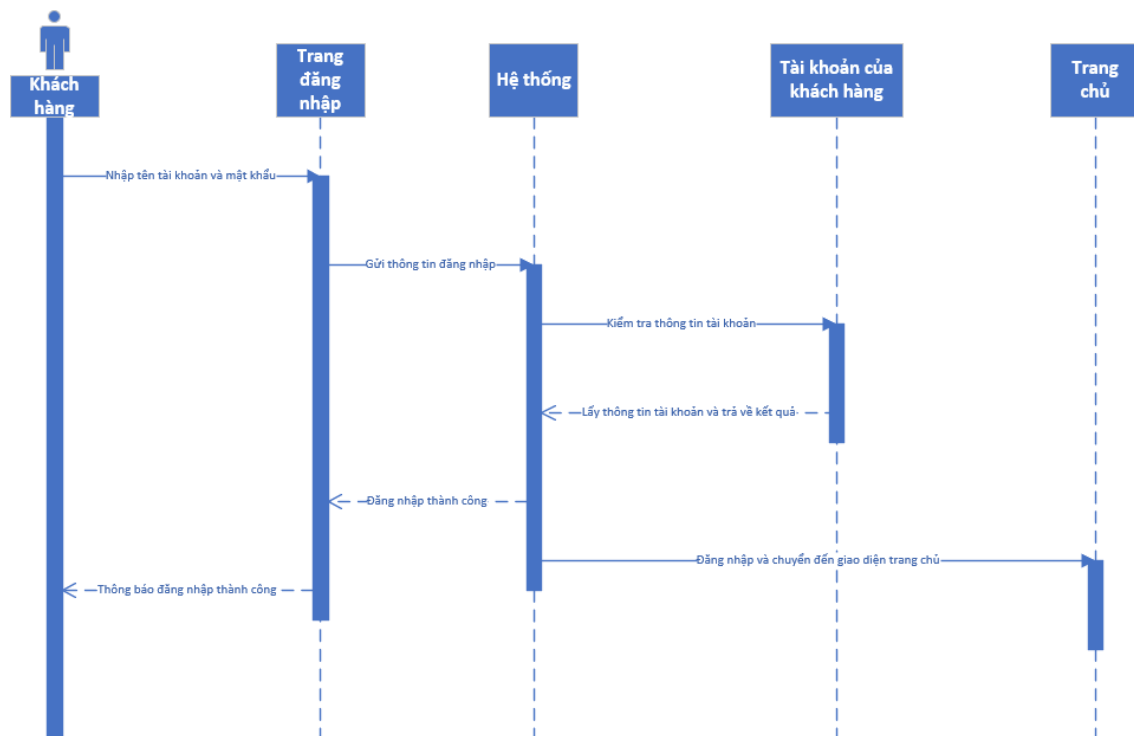 Khách
hàng
Trang
đăng
nhập
Hệ thống
Tài khoản của
khách hàng
Trang
chủ
Nhập tên tài khoản và mật khẩu
Gửi thông tin đăng nhập
Kiểm tra thông tin tài khoản
Lấy thông tin tài khoản và trả về kết quả
Đăng nhập thành công
Đăng nhập và chuyển đến giao diện trang chủ
Thông báo đăng nhập thành công